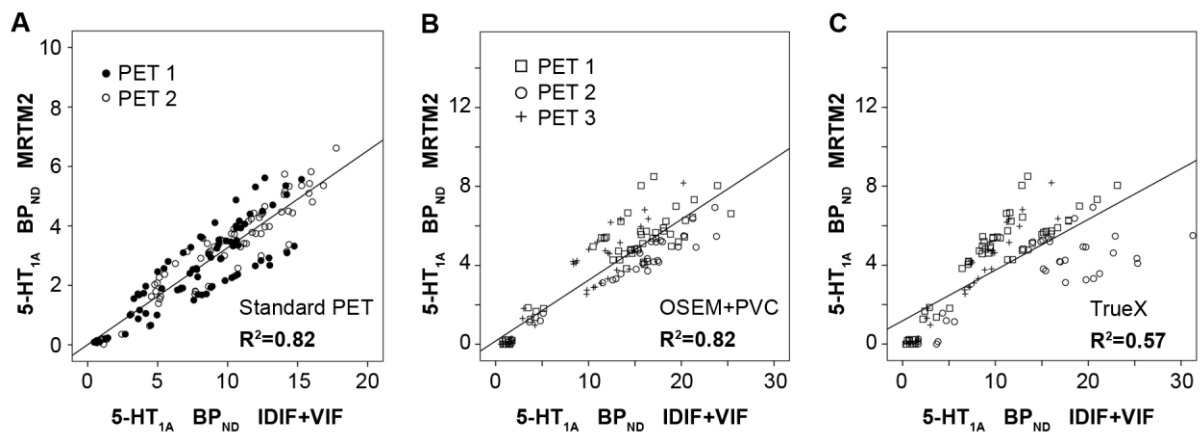 A
10
8
6
4
2
0
5-HT1A BPND MRTM2
PET 1
PET 2
Standard PET
R²=0.82
0 5 10 15 20
5-HT1A BPND IDIF+VIF
B
12
8
4
0
5-HT1A BPND MRTM2
PET 1
PET 2
PET 3
OSEM+PVC
R²=0.82
0 10 20 30
5-HT1A BPND IDIF+VIF
C
12
8
4
0
5-HT1A BPND MRTM2
TrueX
R²=0.57
0 10 20 30
5-HT1A BPND IDIF+VIF